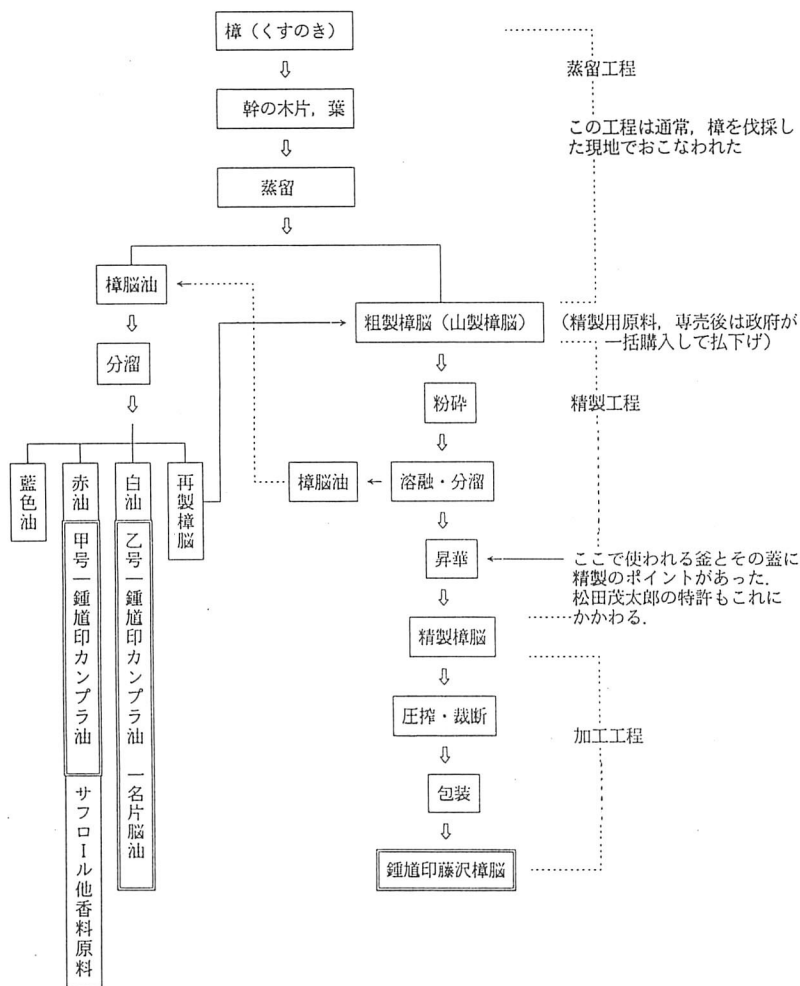 樟（くすのき）
蒸留工程
幹の木片，葉
この工程は通常，樟を伐採し
た現地でおこなわれた
蒸留
樟脳油
粗製樟脳（山製樟脳）
（精製用原料，専売後は政府が
一括購入して払下げ）
分溜
粉砕
精製工程
藍色油
赤油
白油
再製樟脳
樟脳油
溶融・分溜
甲号―鍾馗印カンプラ油
乙号―鍾馗印カンプラ油　一名片脳油
サフロール他香料原料
昇華
ここで使われる釜とその蓋に
精製のポイントがあった．
松田茂太郎の特許もこれに
かかわる．
精製樟脳
圧搾・裁断
加工工程
包装
鍾馗印藤沢樟脳